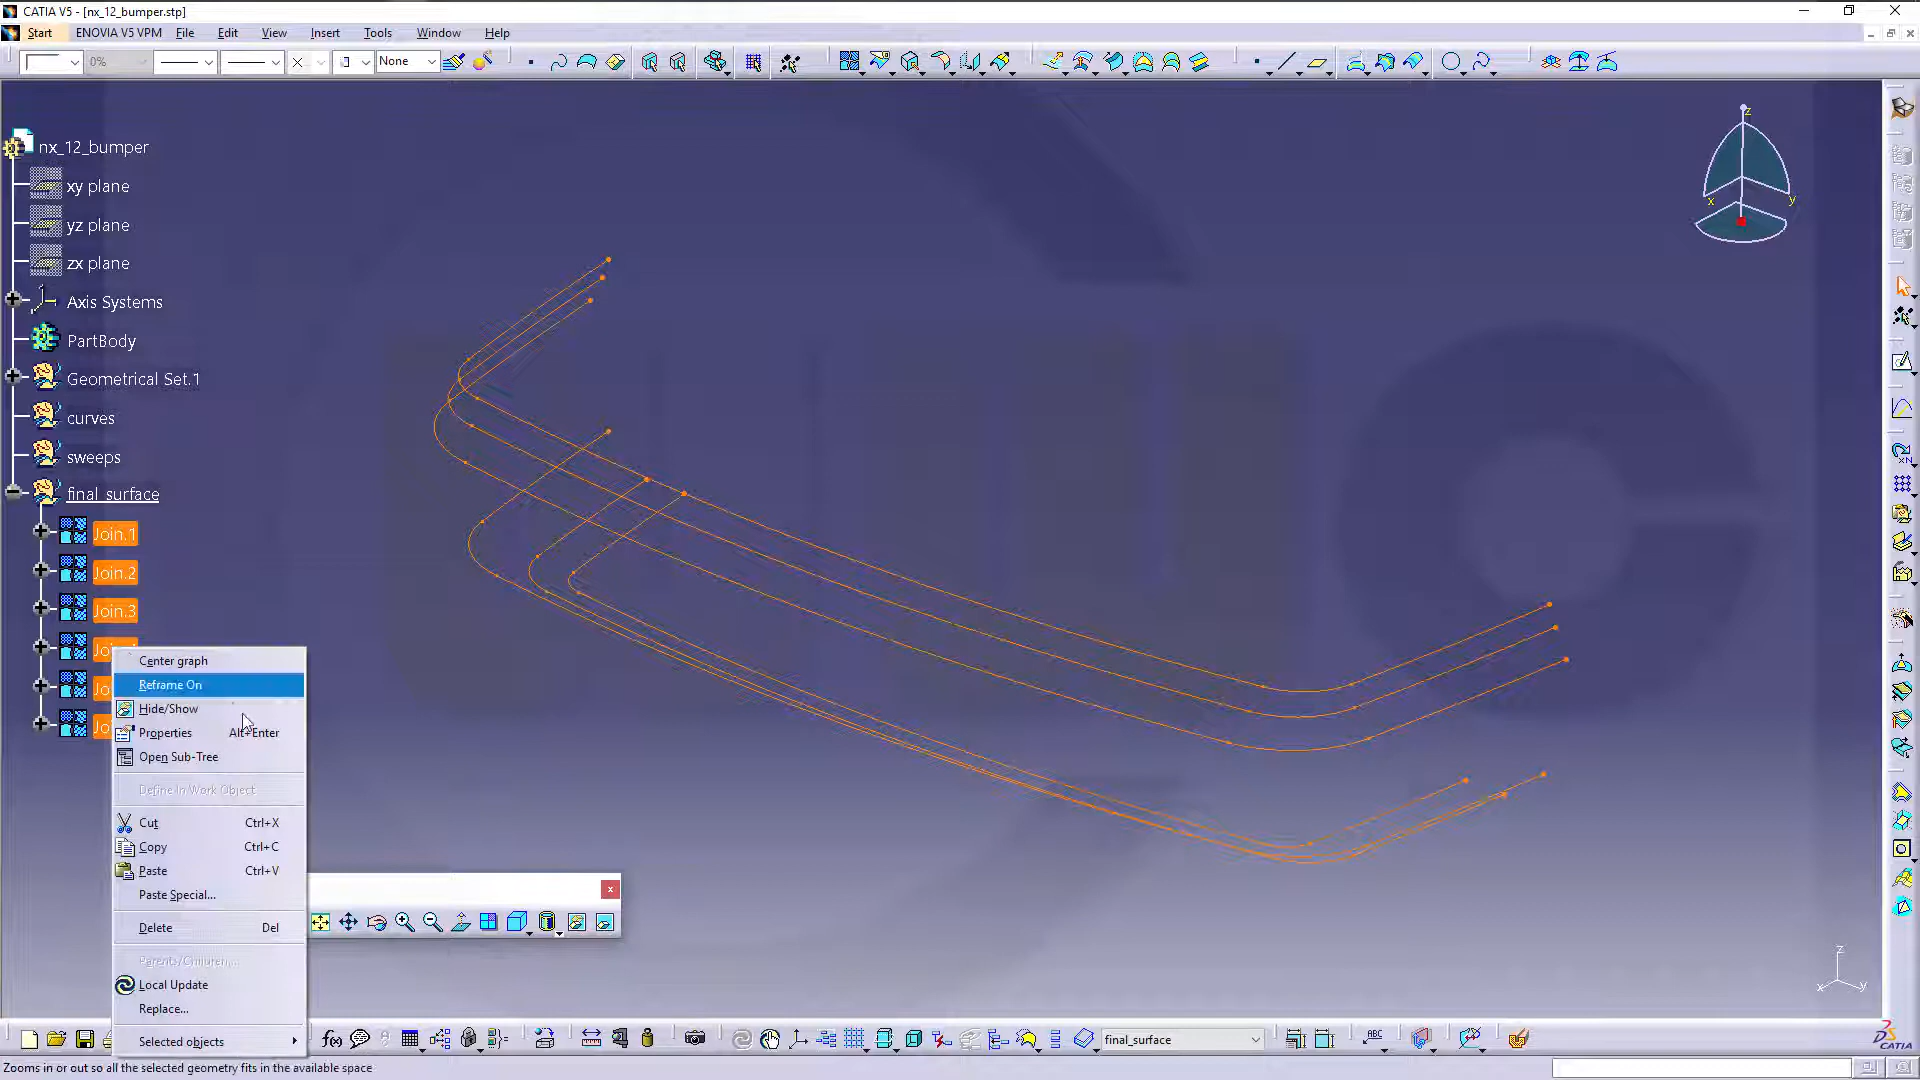 CATIA V5 - [nx_12_bumper.stp]
Start ENOVIA V5 VPM File Edit View Insert Tools Window Help
0% None
nx_12_bumper
xy plane
yz plane
zx plane
Axis Systems
PartBody
Geometrical Set.1
curves
sweeps
final_surface
Join.1
Join.2
Join.3
Center graph
Reframe On
Hide/Show
Properties Alt+Enter
Open Sub-Tree
Define In Work Object
Cut Ctrl+X
Copy Ctrl+C
Paste Ctrl+V
Paste Special...
Delete Del
Parents/Children...
Local Update
Replace...
Selected objects
z
x y
z
x y
final_surface
CATIA
Zooms in or out so all the selected geometry fits in the available space